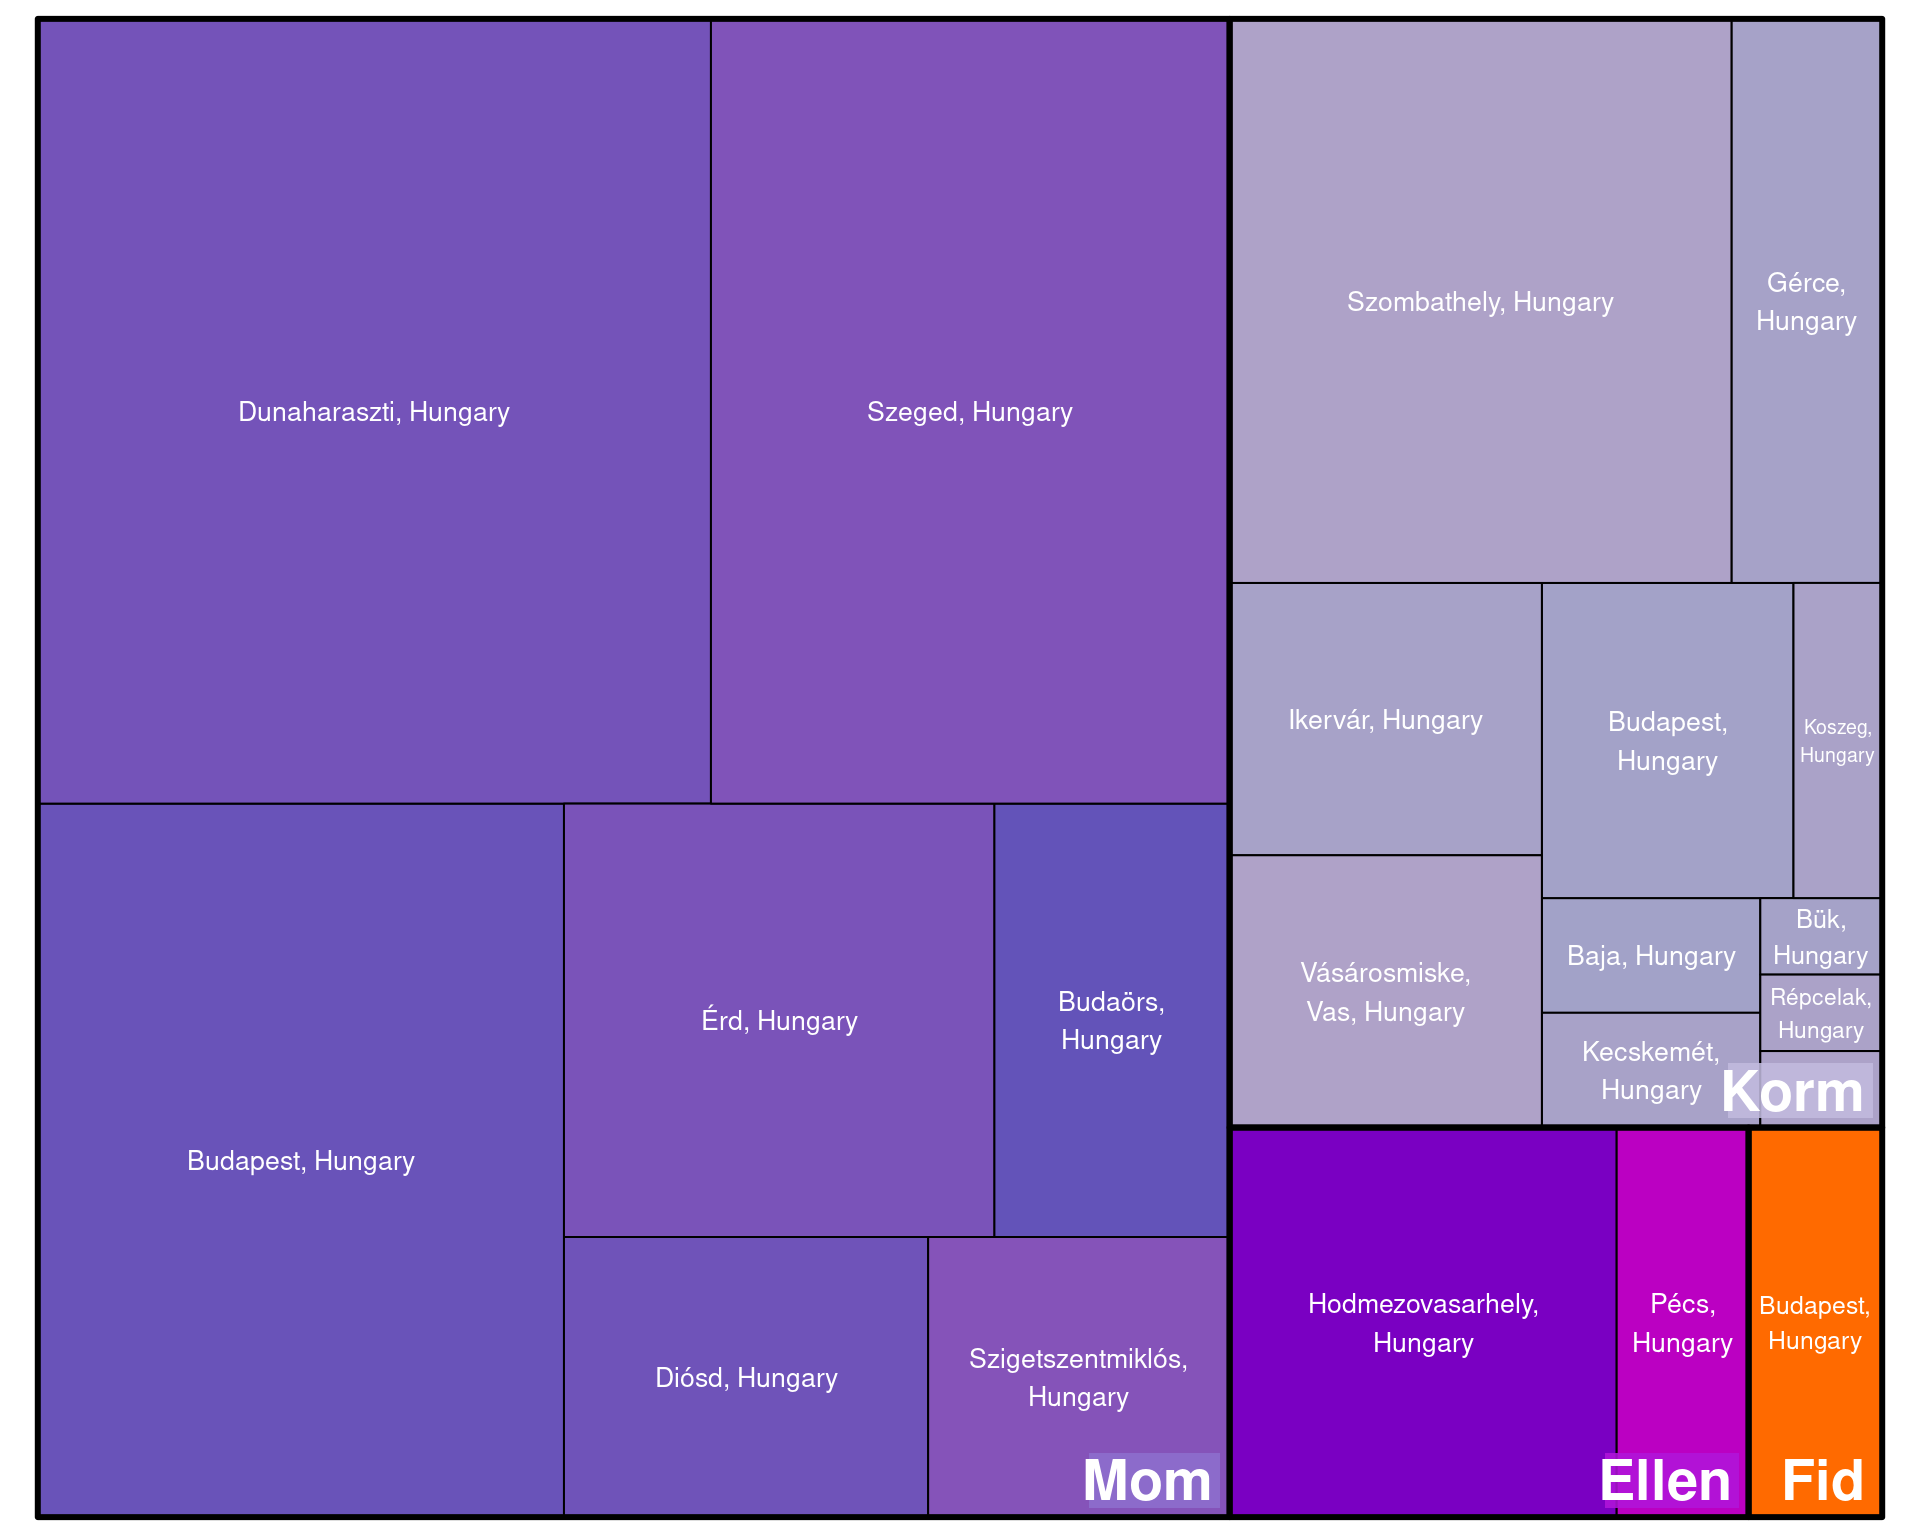 Dunaharaszti, Hungary
Szeged, Hungary
Budapest, Hungary
Érd, Hungary
Budaörs,
Hungary
Diósd, Hungary
Szigetszentmiklós,
Hungary
Mom
Szombathely, Hungary
Gérce,
Hungary
Ikervár, Hungary
Budapest,
Hungary
Koszeg,
Hungary
Vásárosmiske,
Vas, Hungary
Baja, Hungary
Bük,
Hungary
Répcelak,
Hungary
Kecskemét,
Hungary
Korm
Hodmezovasarhely,
Hungary
Pécs,
Hungary
Ellen
Budapest,
Hungary
Fid